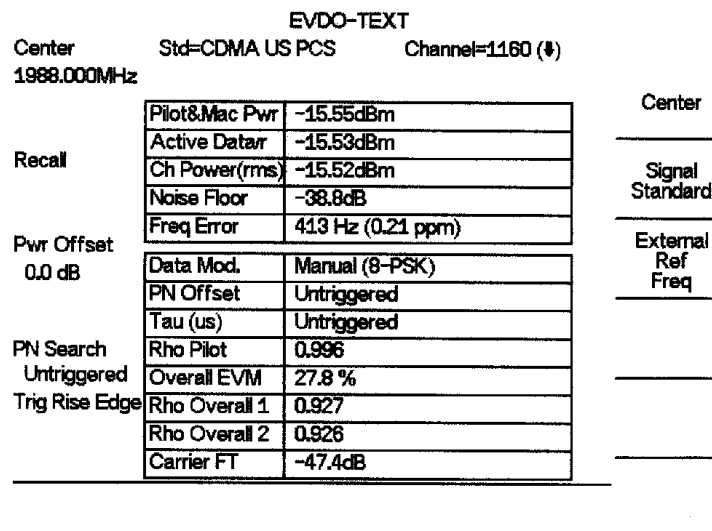 EVDO-TEXT
Center Std=CDMA US PCS Channel=1160 (⬇)
1988.000MHz
Center
Pilot&Mac Pwr -15.55dBm
Active Data/r -15.53dBm
Recall
Ch Power(rms) -15.52dBm
Signal
Standard
Noise Floor -38.8dB
Freq Error 413 Hz (0.21 ppm)
External
Ref
Freq
Pwr Offset
0.0 dB
Data Mod. Manual (8-PSK)
PN Offset Untriggered
Tau (us) Untriggered
PN Search
Untriggered
Rho Pilot 0.996
Overall EVM 27.8 %
Trig Rise Edge
Rho Overall 1 0.927
Rho Overall 2 0.926
Carrier FT -47.4dB